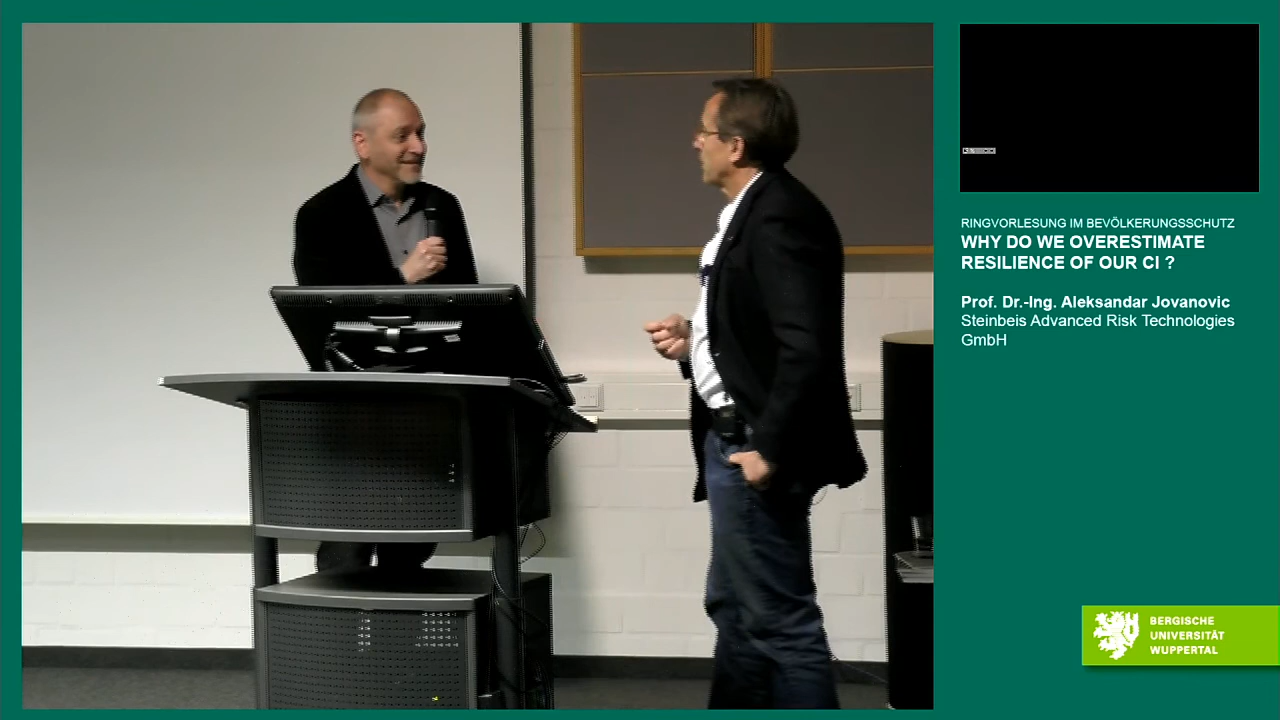 RINGVORLESUNG IM BEVÖLKERUNGSSCHUTZ
WHY DO WE OVERESTIMATE
RESILIENCE OF OUR CI ?
Prof. Dr.-Ing. Aleksandar Jovanovic
Steinbeis Advanced Risk Technologies
GmbH
BERGISCHE
UNIVERSITÄT
WUPPERTAL